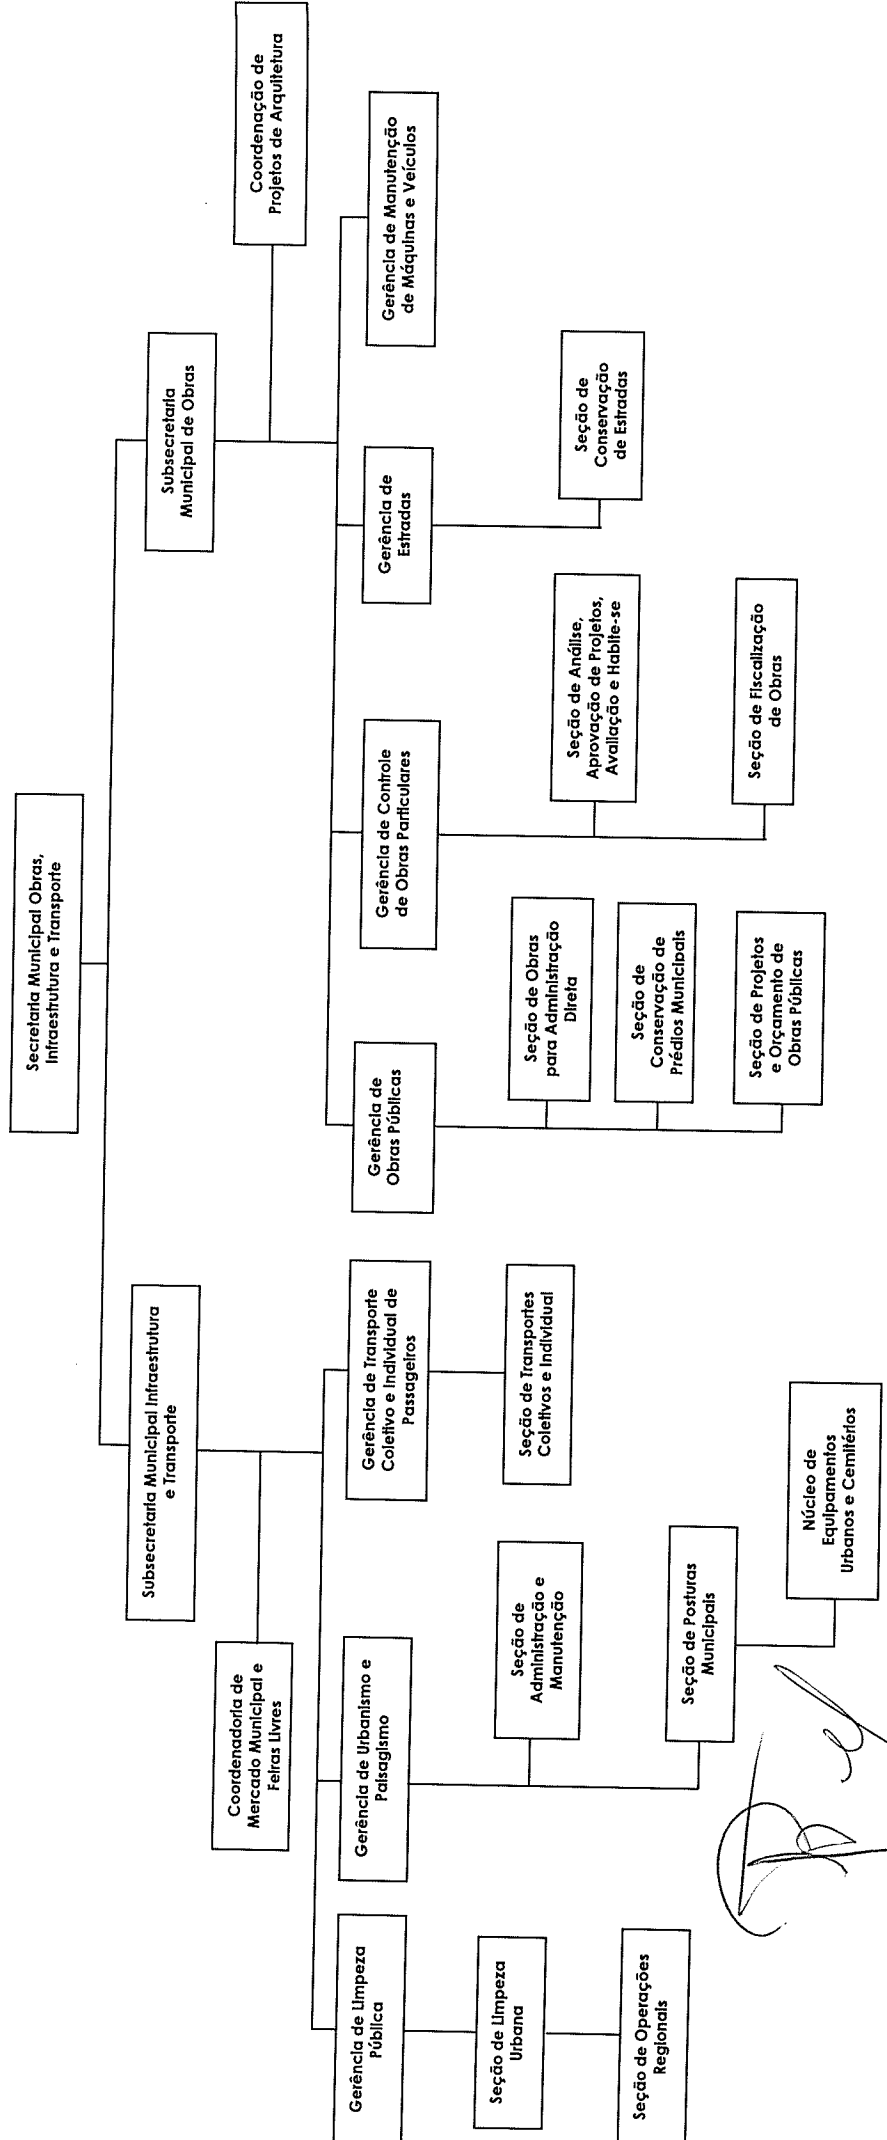 Secretaria Municipal Obras,
Infraestrutura e Transporte
Subsecretaria Municipal Infraestrutura
e Transporte
Subsecretaria
Municipal de Obras
Coordenadoria de
Mercado Municipal e
Feiras Livres
Coordenação de
Projetos de Arquitetura
Gerência de Limpeza
Pública
Gerência de Urbanismo e
Paisagismo
Gerência de Transporte
Coletivo e Individual de
Passageiros
Gerência de
Obras Públicas
Gerência de Controle
de Obras Particulares
Gerência de
Estradas
Gerência de Manutenção
de Máquinas e Veículos
Seção de Limpeza
Urbana
Seção de Operações
Regionais
Seção de
Administração e
Manutenção
Seção de Posturas
Municipais
Núcleo de
Equipamentos
Urbanos e Cemitérios
Seção de Transportes
Coletivos e Individual
Seção de Obras
para Administração
Direta
Seção de
Conservação de
Prédios Municipais
Seção de Projetos
e Orçamento de
Obras Públicas
Seção de Análise,
Aprovação de Projetos,
Avaliação e Habite-se
Seção de Fiscalização
de Obras
Seção de
Conservação
de Estradas